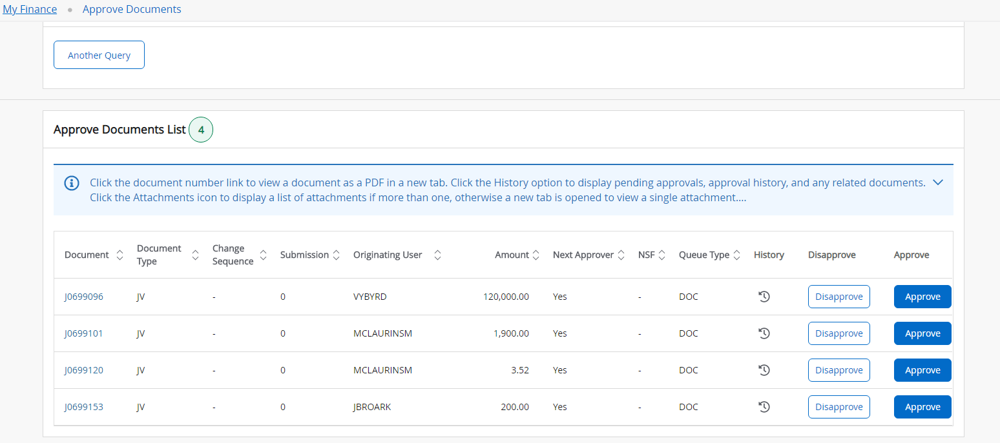 My Finance • Approve Documents
Another Query
Approve Documents List 4
Click the document number link to view a document as a PDF in a new tab. Click the History option to display pending approvals, approval history, and any related documents.
Click the Attachments icon to display a list of attachments if more than one, otherwise a new tab is opened to view a single attachment....
Document Document Type Change Sequence Submission Originating User Amount Next Approver NSF Queue Type History Disapprove Approve
J0699096 JV - 0 VYBYRD 120,000.00 Yes - DOC Disapprove Approve
J0699101 JV - 0 MCLAURINSM 1,900.00 Yes - DOC Disapprove Approve
J0699120 JV - 0 MCLAURINSM 3.52 Yes - DOC Disapprove Approve
J0699153 JV - 0 JBROARK 200.00 Yes - DOC Disapprove Approve